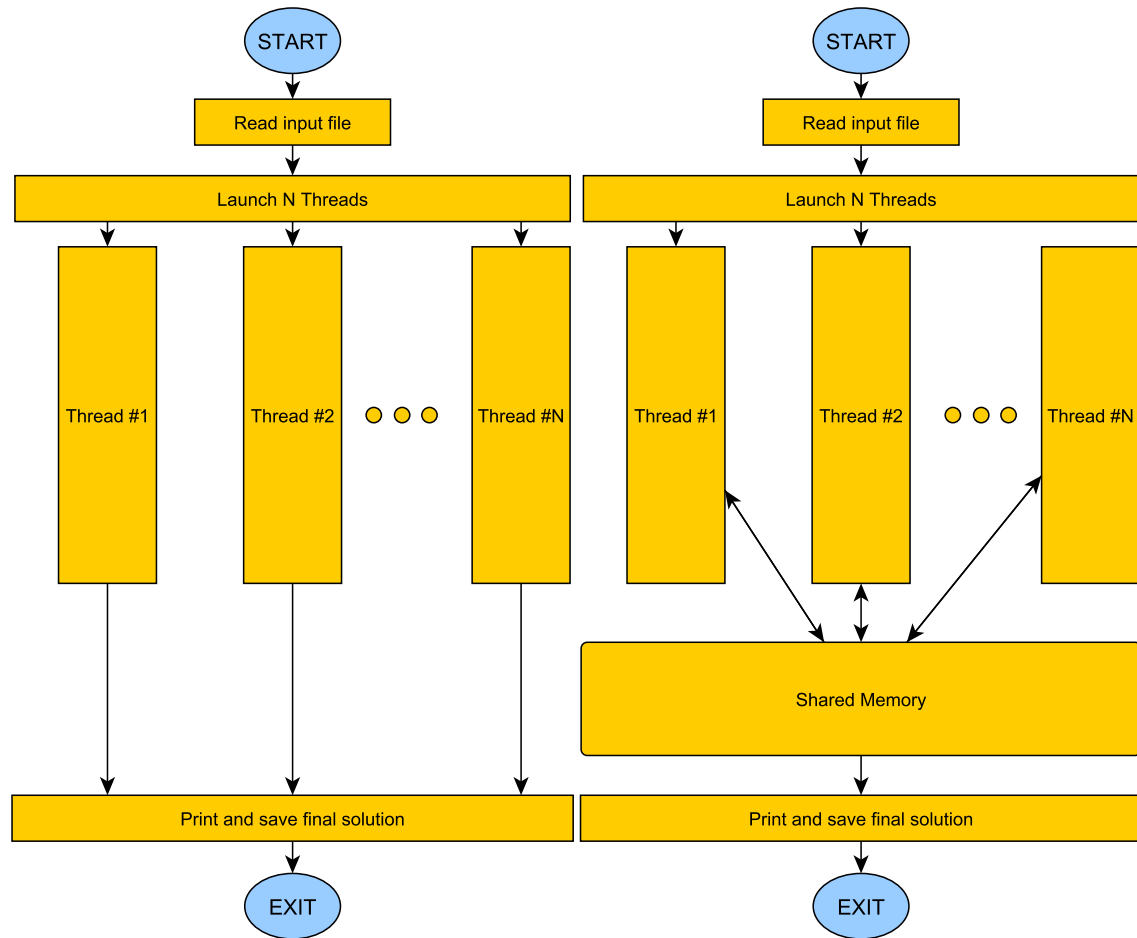 START
Read input file
Launch N Threads
Thread #1
Thread #2
Thread #N
Print and save final solution
EXIT
START
Read input file
Launch N Threads
Thread #1
Thread #2
Thread #N
Shared Memory
Print and save final solution
EXIT